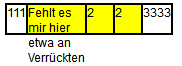 111 Fehlt es 2 2 3333
mir hier
etwa an
Verrückten